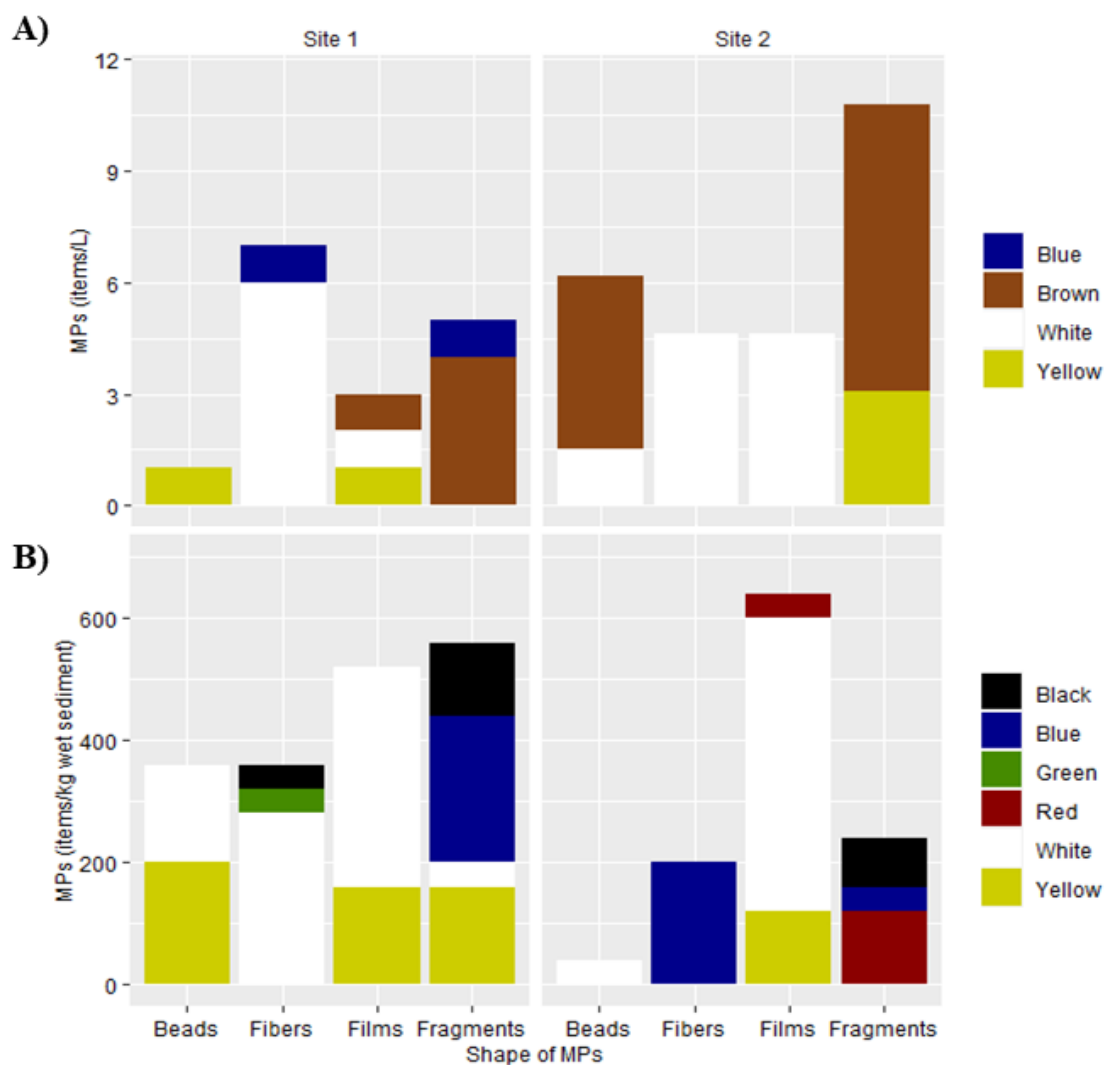 A)
Site 1
Site 2
MPs (items/L)
12
9
6
3
0
Blue
Brown
White
Yellow
B)
MPs (items/kg wet sediment)
600
400
200
0
Black
Blue
Green
Red
White
Yellow
Beads Fibers Films Fragments Beads Fibers Films Fragments
Shape of MPs